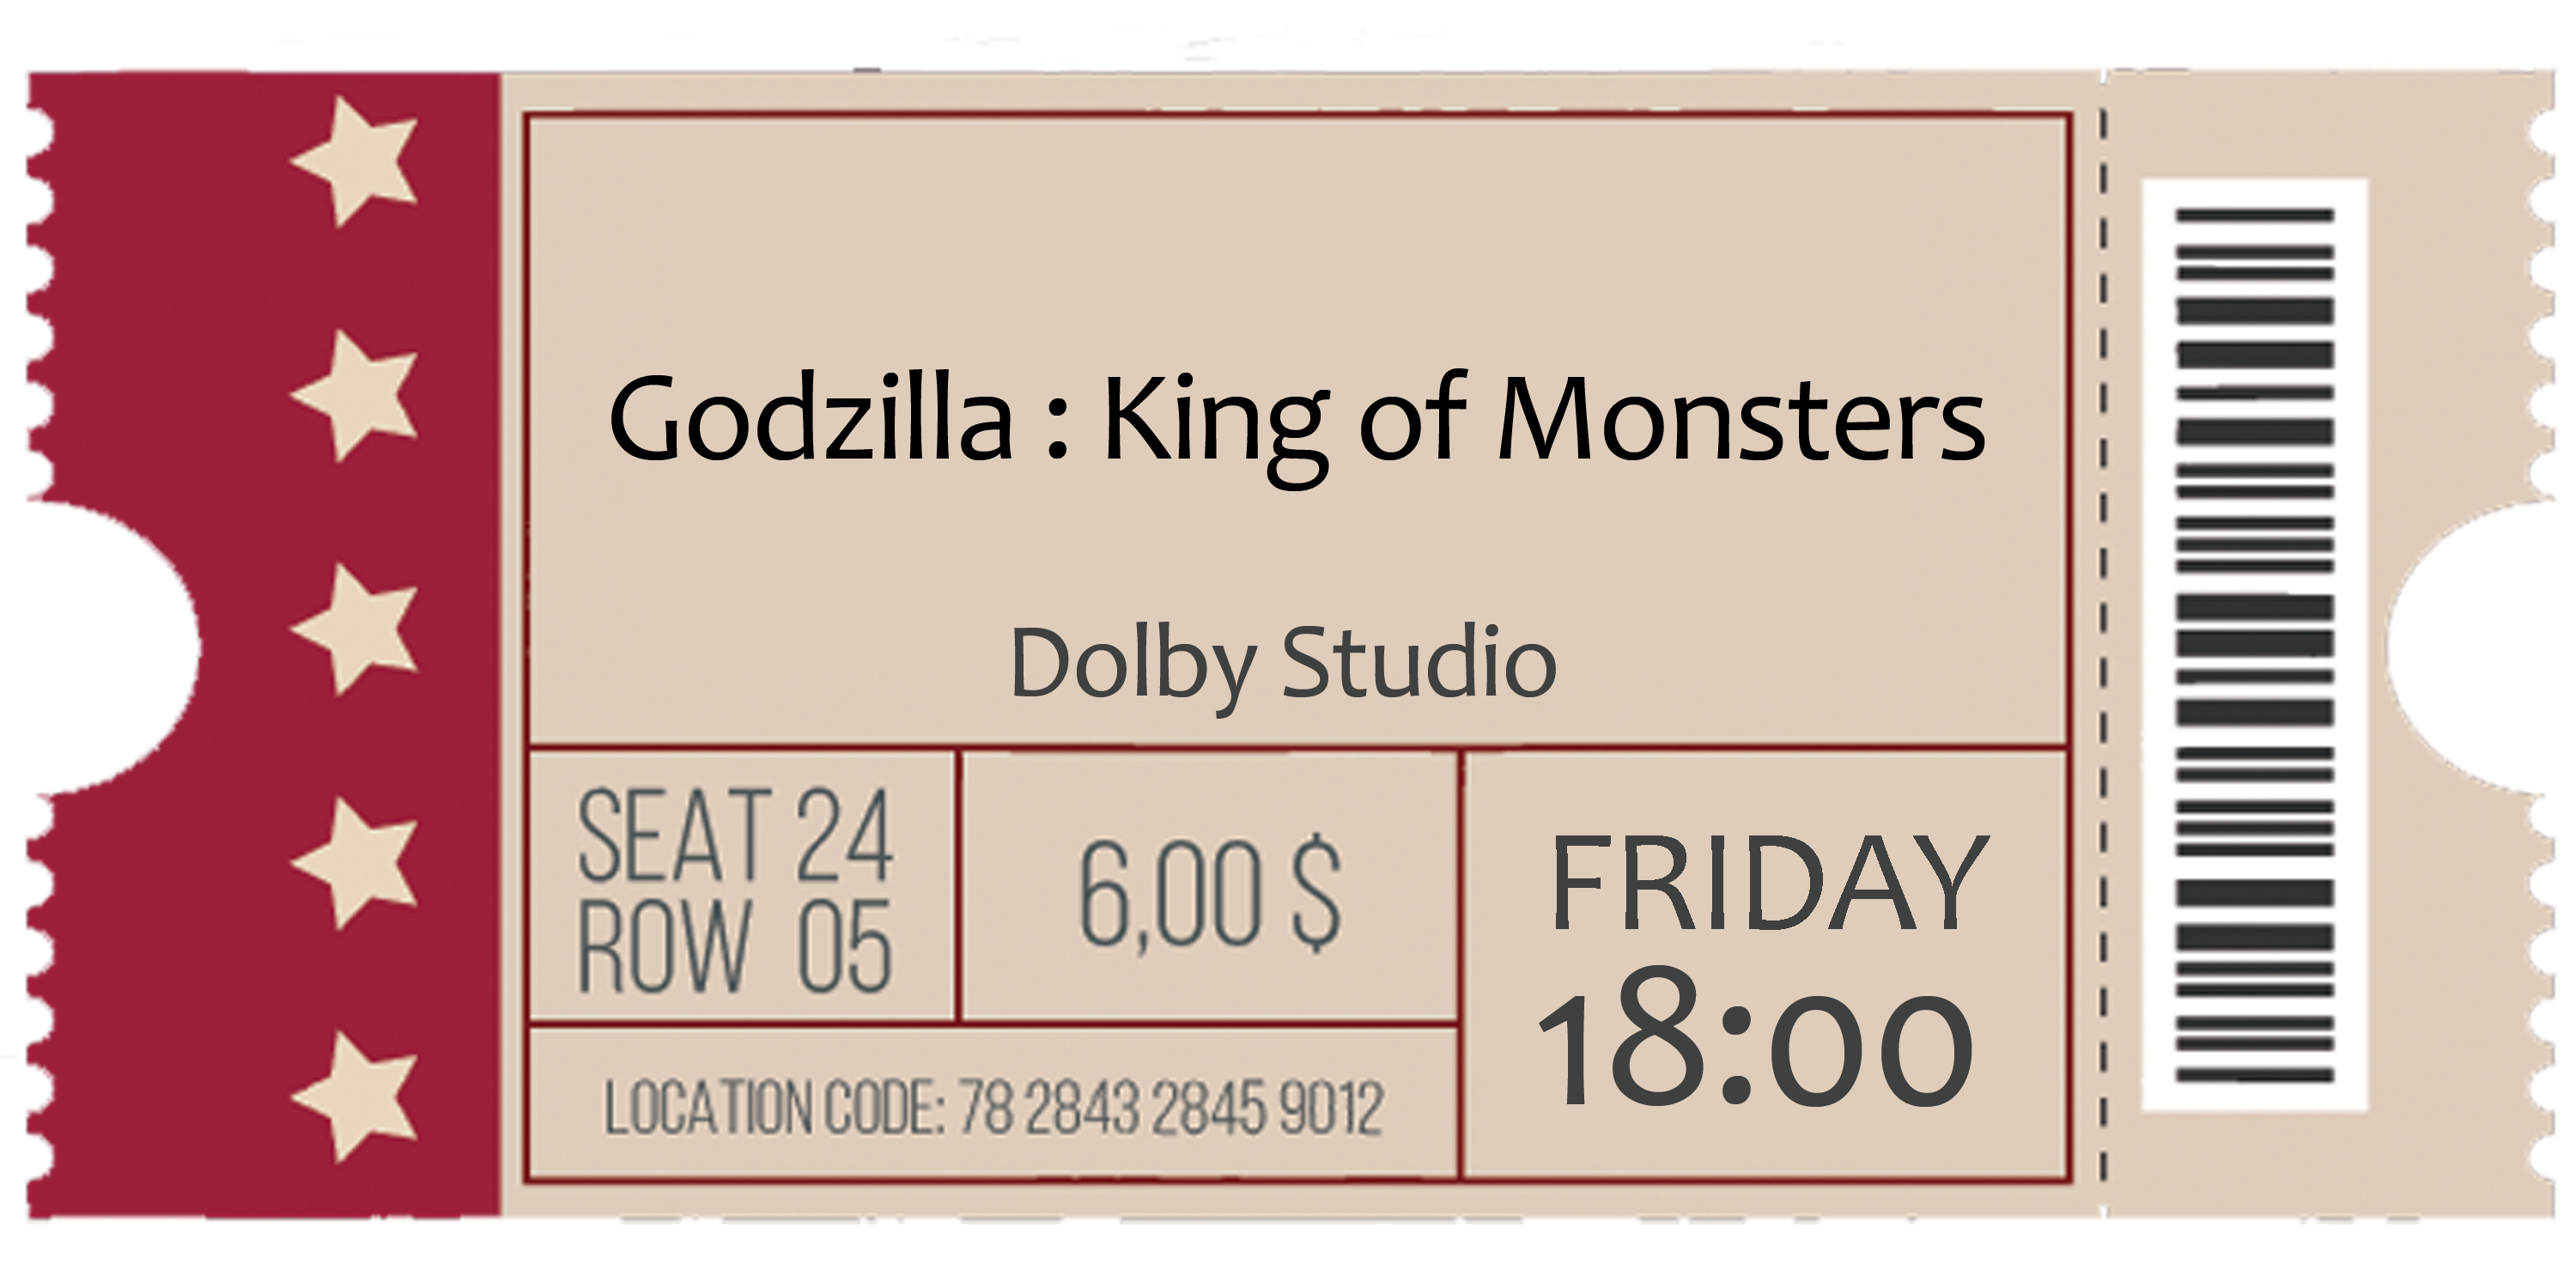 Godzilla : King of Monsters
Dolby Studio
SEAT 24
ROW 05
6,00 $
FRIDAY
18:00
LOCATION CODE: 78 2843 2845 9012